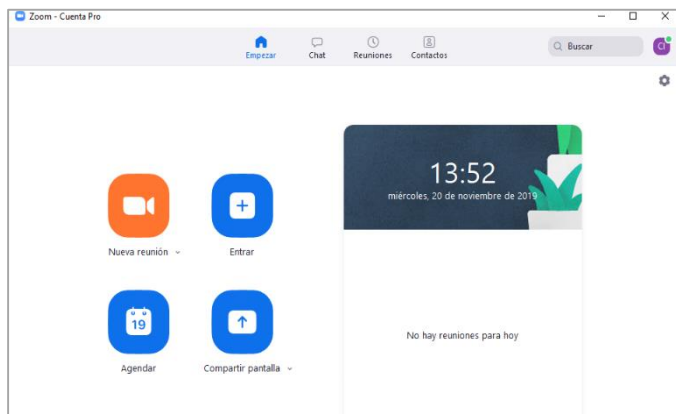 Zoom - Cuenta Pro
Empezar
Chat
Reuniones
Contactos
Buscar
CI
13:52
miércoles, 20 de noviembre de 2019
Nueva reunión
Entrar
19
Agendar
Compartir pantalla
No hay reuniones para hoy